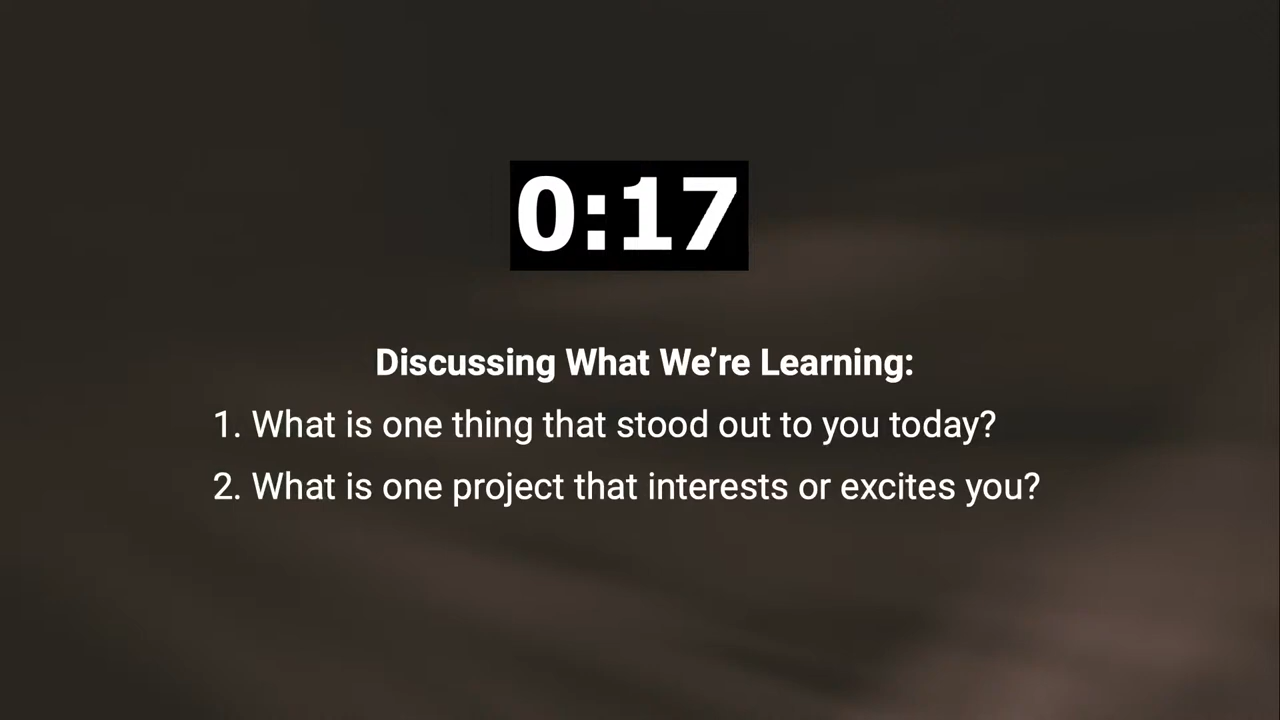 0:17
Discussing What We’re Learning:
1. What is one thing that stood out to you today?
2. What is one project that interests or excites you?